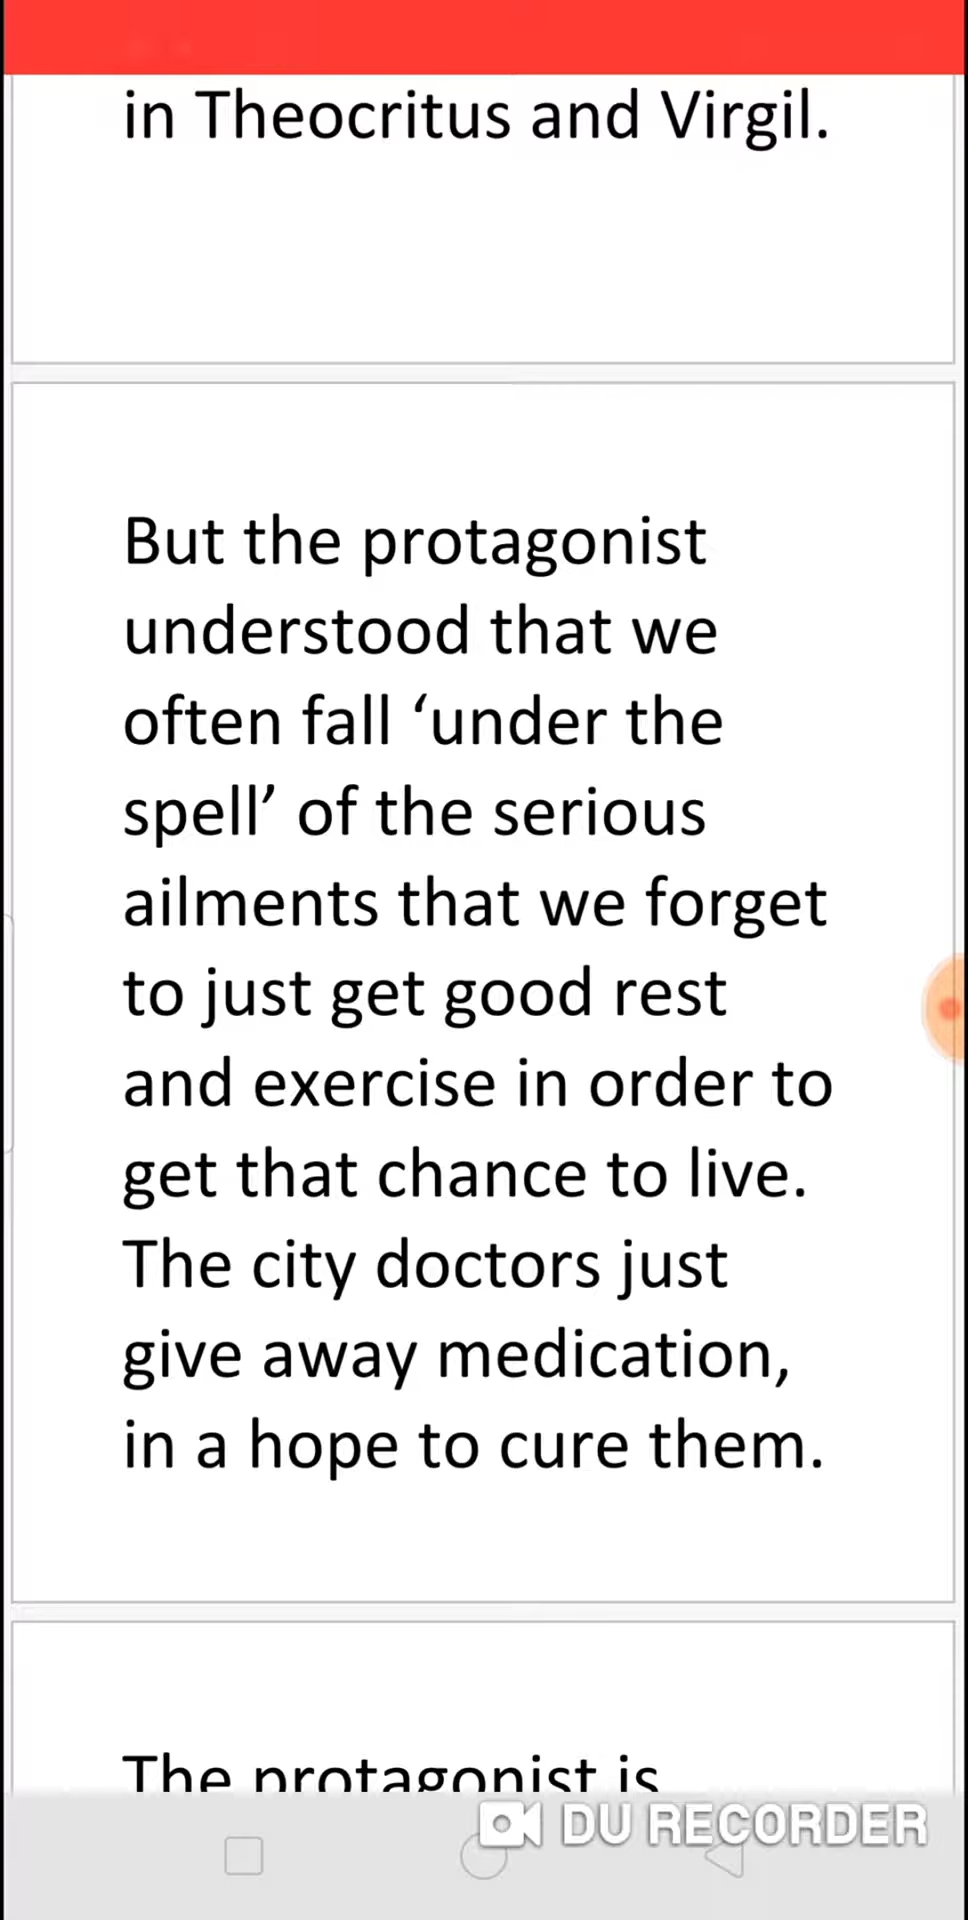 in Theocritus and Virgil.
But the protagonist
understood that we
often fall ‘under the
spell’ of the serious
ailments that we forget
to just get good rest
and exercise in order to
get that chance to live.
The city doctors just
give away medication,
in a hope to cure them.
The protagonist is
DU RECORDER